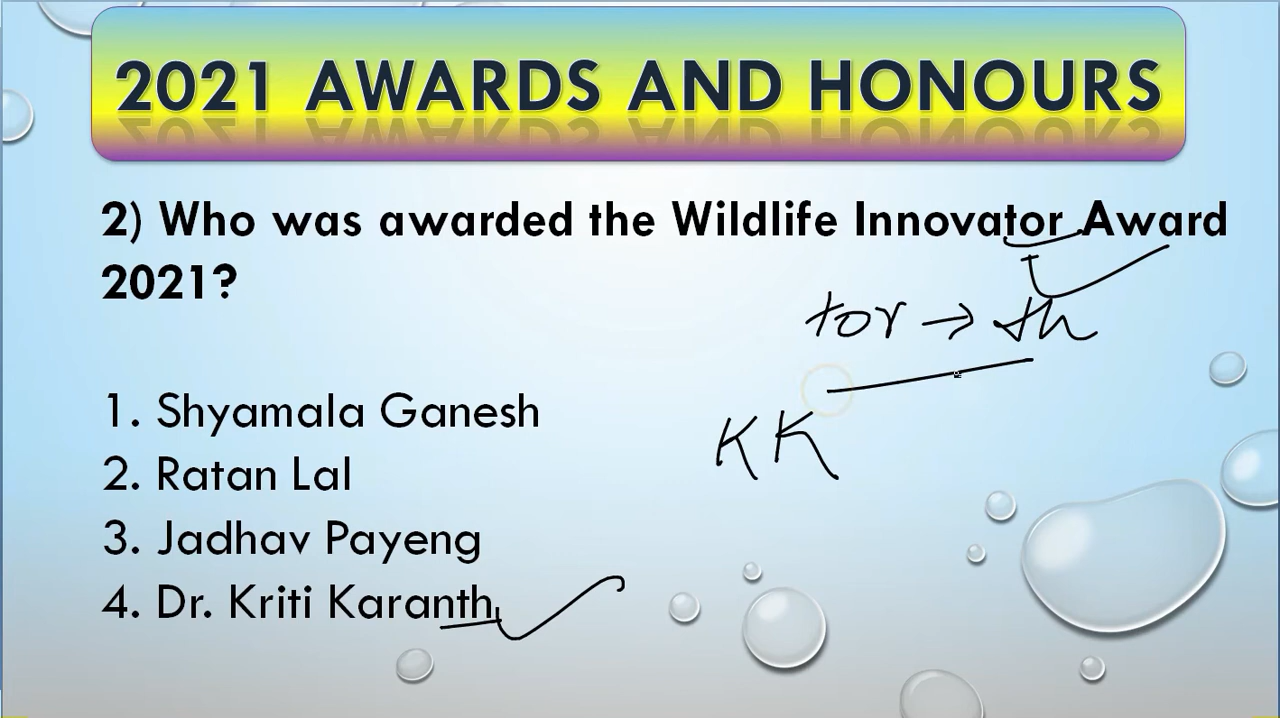 2021 AWARDS AND HONOURS
2) Who was awarded the Wildlife Innovator Award
2021?
tor → th
KK
1. Shyamala Ganesh
2. Ratan Lal
3. Jadhav Payeng
4. Dr. Kriti Karanth